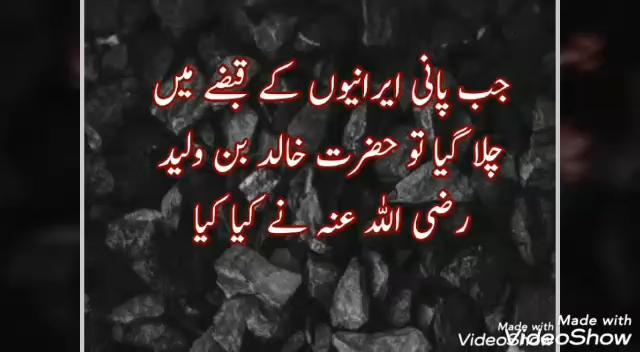 جب پانی ایرانیوں کے قبضے میں
چلا گیا تو حضرت خالد بن ولید
رضی اللہ عنہ نے کیا کیا
Made with
VideoShow
Made with
VideoShow